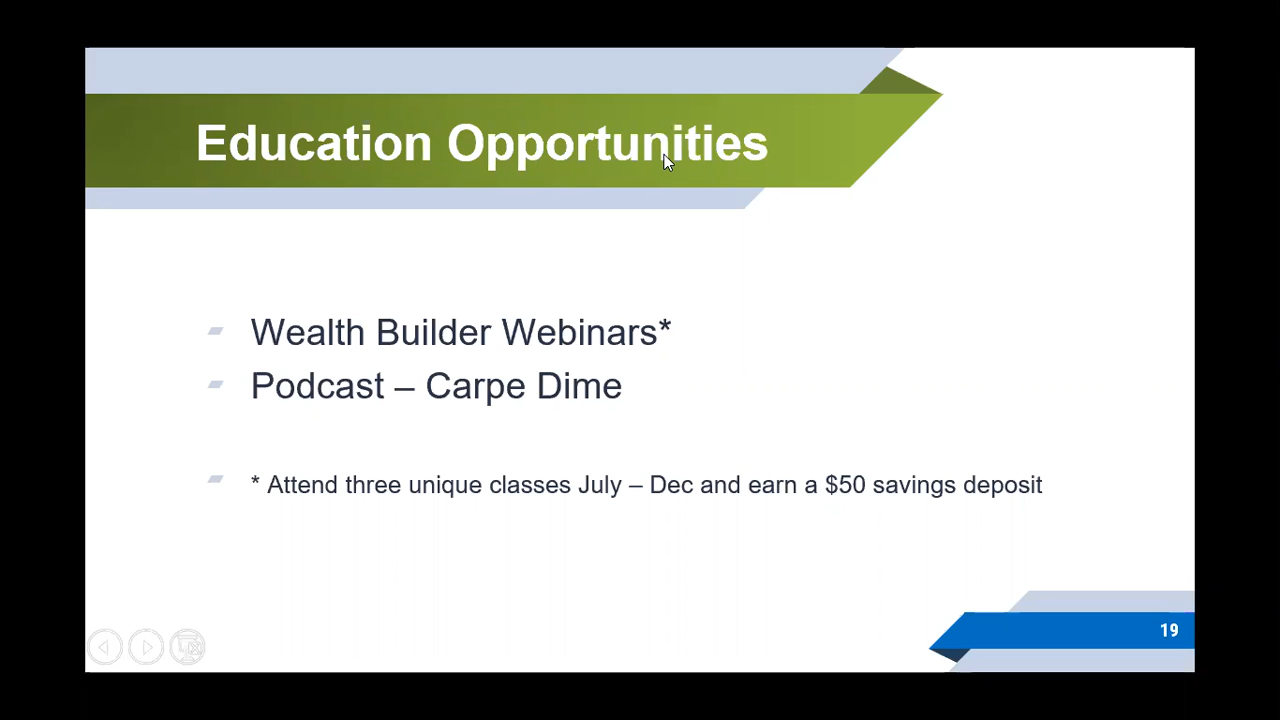 Education Opportunities
Wealth Builder Webinars*
Podcast – Carpe Dime
* Attend three unique classes July – Dec and earn a $50 savings deposit
19